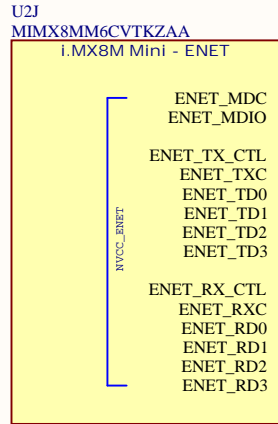 U2J
MIMX8MM6CVTKZAA
i.MX8M Mini - ENET
ENET_MDC
ENET_MDIO
ENET_TX_CTL
ENET_TXC
ENET_TD0
ENET_TD1
ENET_TD2
ENET_TD3
NVCC_ENET
ENET_RX_CTL
ENET_RXC
ENET_RD0
ENET_RD1
ENET_RD2
ENET_RD3